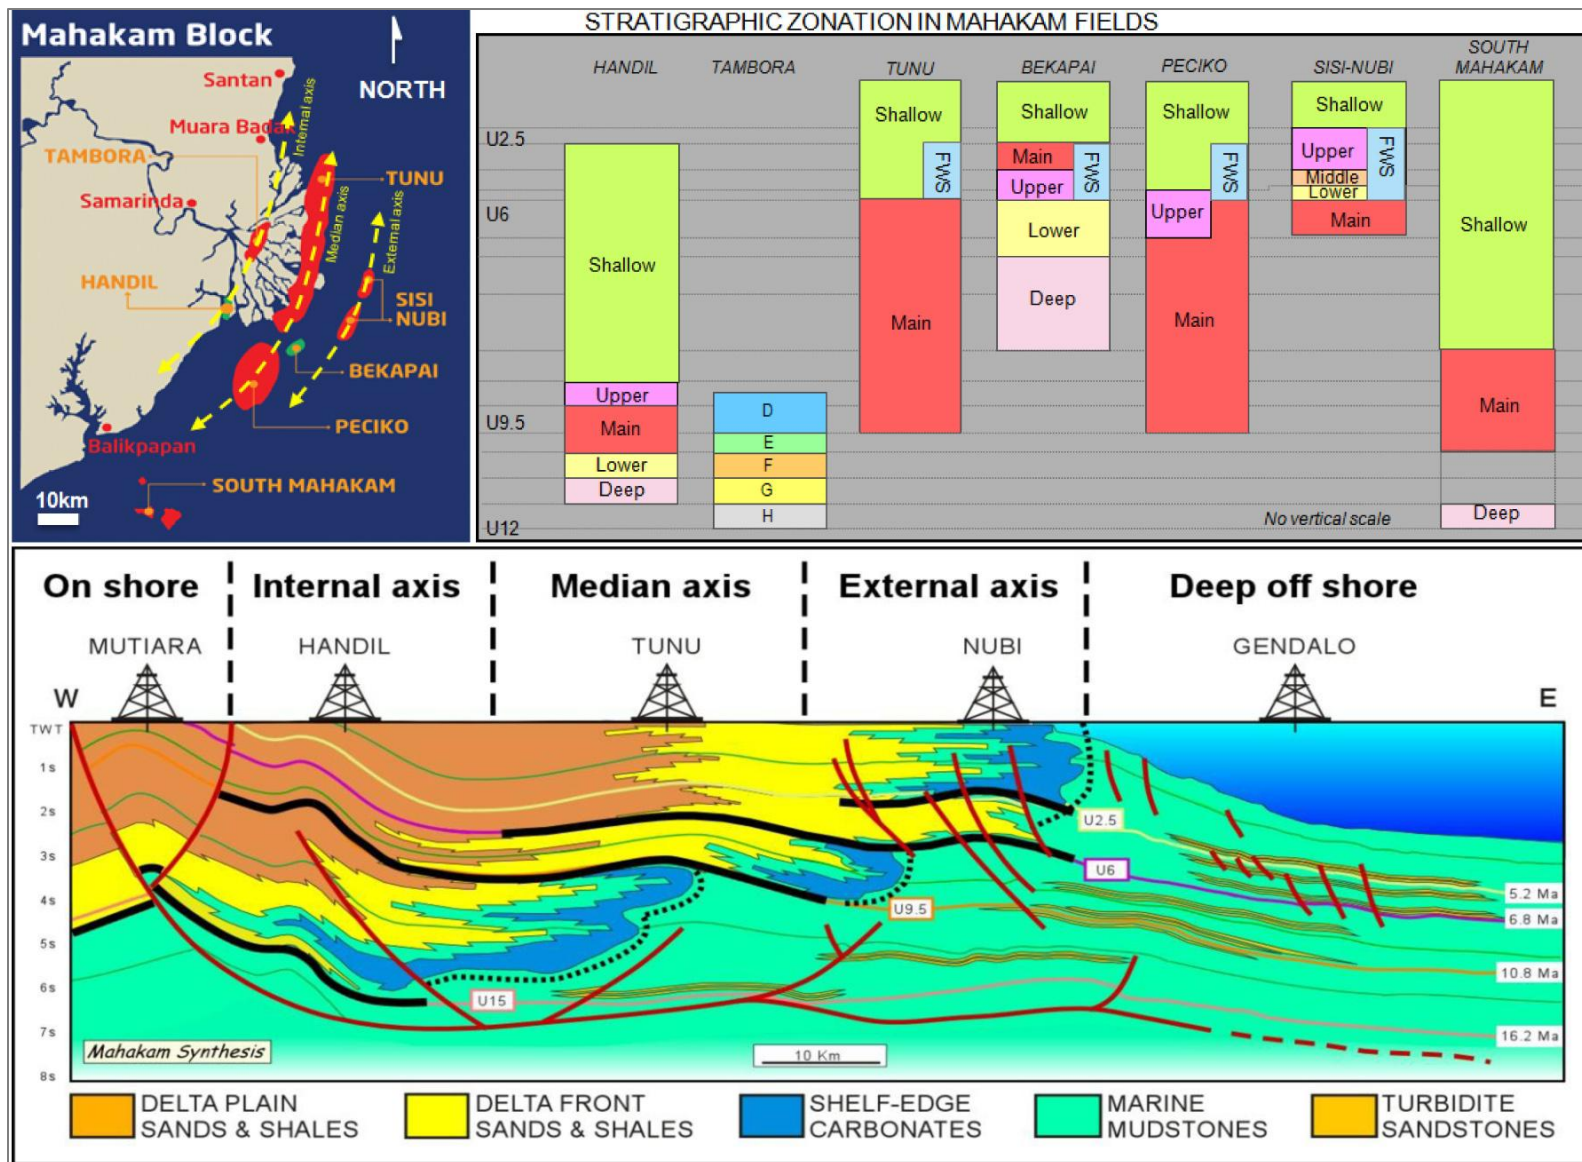 Mahakam Block
NORTH
Santan
Muara Badak
TAMBORA
Samarinda
HANDIL
TUNU
SISI
NUBI
BEKAPAI
PECIKO
Balikpapan
SOUTH MAHAKAM
10km
Internal axis
Median axis
External axis
STRATIGRAPHIC ZONATION IN MAHAKAM FIELDS
HANDIL
TAMBORA
TUNU
BEKAPAI
PECIKO
SISI-NUBI
SOUTH
MAHAKAM
U2.5
U6
U9.5
U12
Shallow
Upper
Main
Lower
Deep
D
E
F
G
H
Shallow
FWS
Main
Shallow
Main
FWS
Upper
Lower
Deep
Shallow
FWS
Upper
Main
Shallow
Upper
FWS
Middle
Lower
Main
Shallow
Main
Deep
No vertical scale
On shore
Internal axis
Median axis
External axis
Deep off shore
MUTIARA
HANDIL
TUNU
NUBI
GENDALO
W
E
TWT
1s
2s
3s
4s
5s
6s
7s
8s
U2.5
U6
U9.5
U15
5.2 Ma
6.8 Ma
10.8 Ma
16.2 Ma
Mahakam Synthesis
10 Km
DELTA PLAIN
SANDS & SHALES
DELTA FRONT
SANDS & SHALES
SHELF-EDGE
CARBONATES
MARINE
MUDSTONES
TURBIDITE
SANDSTONES